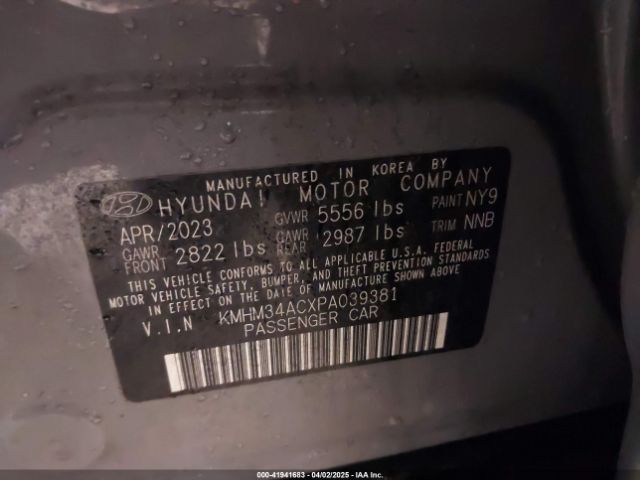 MANUFACTURED IN KOREA BY
HYUNDAI MOTOR COMPANY
APR/2023 GVWR 5556 lbs PAINT NY9
GAWR FRONT 2822 lbs GAWR REAR 2987 lbs TRIM NNB
THIS VEHICLE CONFORMS TO ALL APPLICABLE U.S.A. FEDERAL
MOTOR VEHICLE SAFETY, BUMPER, AND THEFT PREVENTION STANDARDS
IN EFFECT ON THE DATE OF MANUFACTURE SHOWN ABOVE
V.I.N KMHM34ACXPA039381
PASSENGER CAR
000-41941683 04/02/2025 IAA Inc. (IAA)